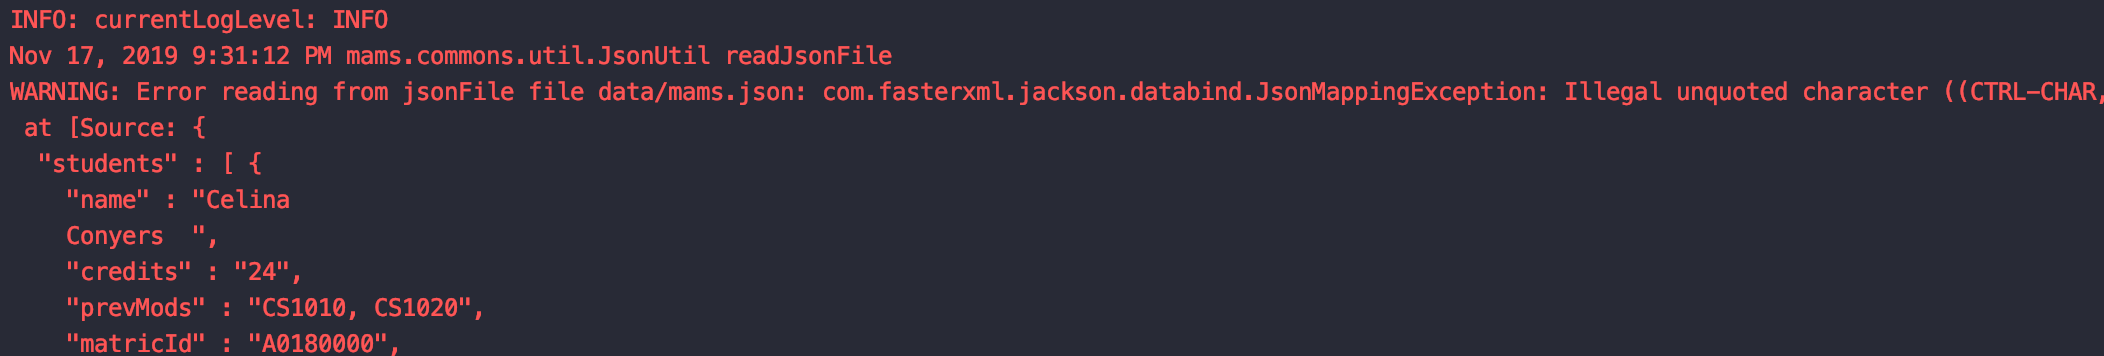 INFO: currentLogLevel: INFO
Nov 17, 2019 9:31:12 PM mams.commons.util.JsonUtil readJsonFile
WARNING: Error reading from jsonFile file data/mams.json: com.fasterxml.jackson.databind.JsonMappingException: Illegal unquoted character ((CTRL-CHAR,
at [Source: {
"students" : [ {
"name" : "Celina
Conyers  ",
"credits" : "24",
"prevMods" : "CS1010, CS1020",
"matricId" : "A0180000",